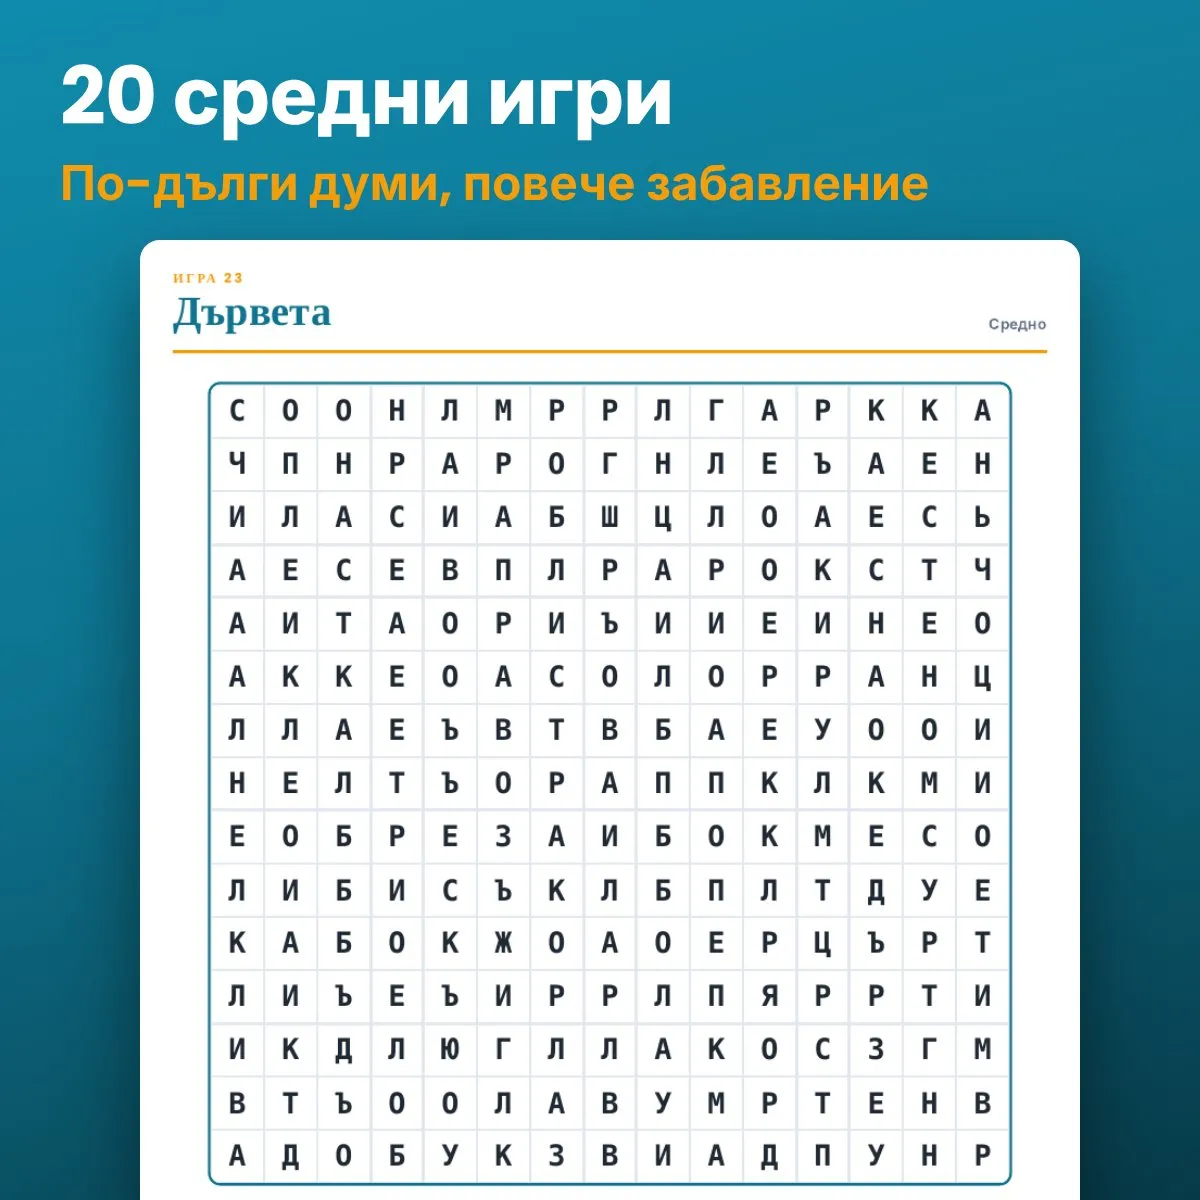 20 средни игри
По-дълги думи, повече забавление
ИГРА 23
Дървета
Средно
С О О Н Л М Р Р Л Г А Р К К А
Ч П Н Р А Р О Г Н Л Е Ъ А Е Н
И Л А С И А Б Ш Ц Л О А Е С Ь
А Е С Е В П Л Р А Р О К С Т Ч
А И Т А О Р И Ъ И И Е И Н Е О
А К К Е О А С О Л О Р Р А Н Ц
Л Л А Е Ъ В Т В Б А Е У О О И
Н Е Л Т Ъ О Р А П П К Л К М И
Е О Б Р Е З А И Б О К М Е С О
Л И Б И С Ъ К Л Б П Л Т Д У Е
К А Б О К Ж О А О Е Р Ц Ъ Р Т
Л И Ъ Е Ъ И Р Р Л П Я Р Р Т И
И К Д Л Ю Г Л Л А К О С З Г М
В Т Ъ О О Л А В У М Р Т Е Н В
А Д О Б У К З В И А Д П У Н Р